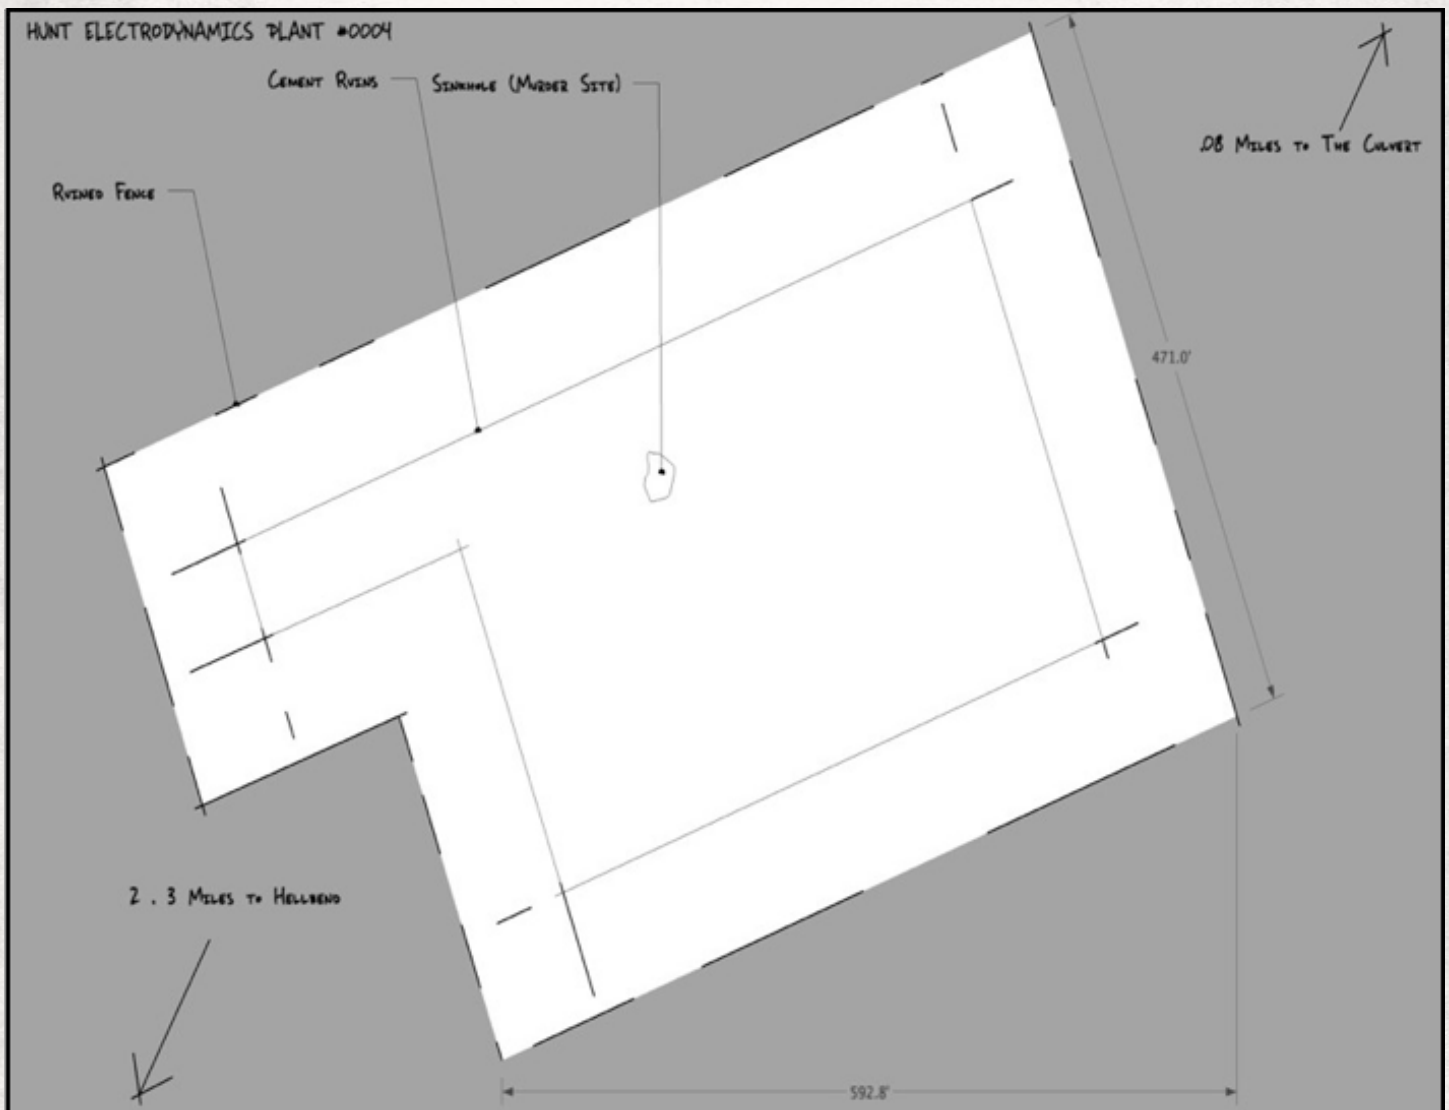 HUNT ELECTRODYNAMICS PLANT #0004
CEMENT RUINS
SINKHOLE (MURDER SITE)
.08 MILES TO THE CULVERT
RUINED FENCE
471.0'
2 . 3 MILES TO HELLBEND
592.8'